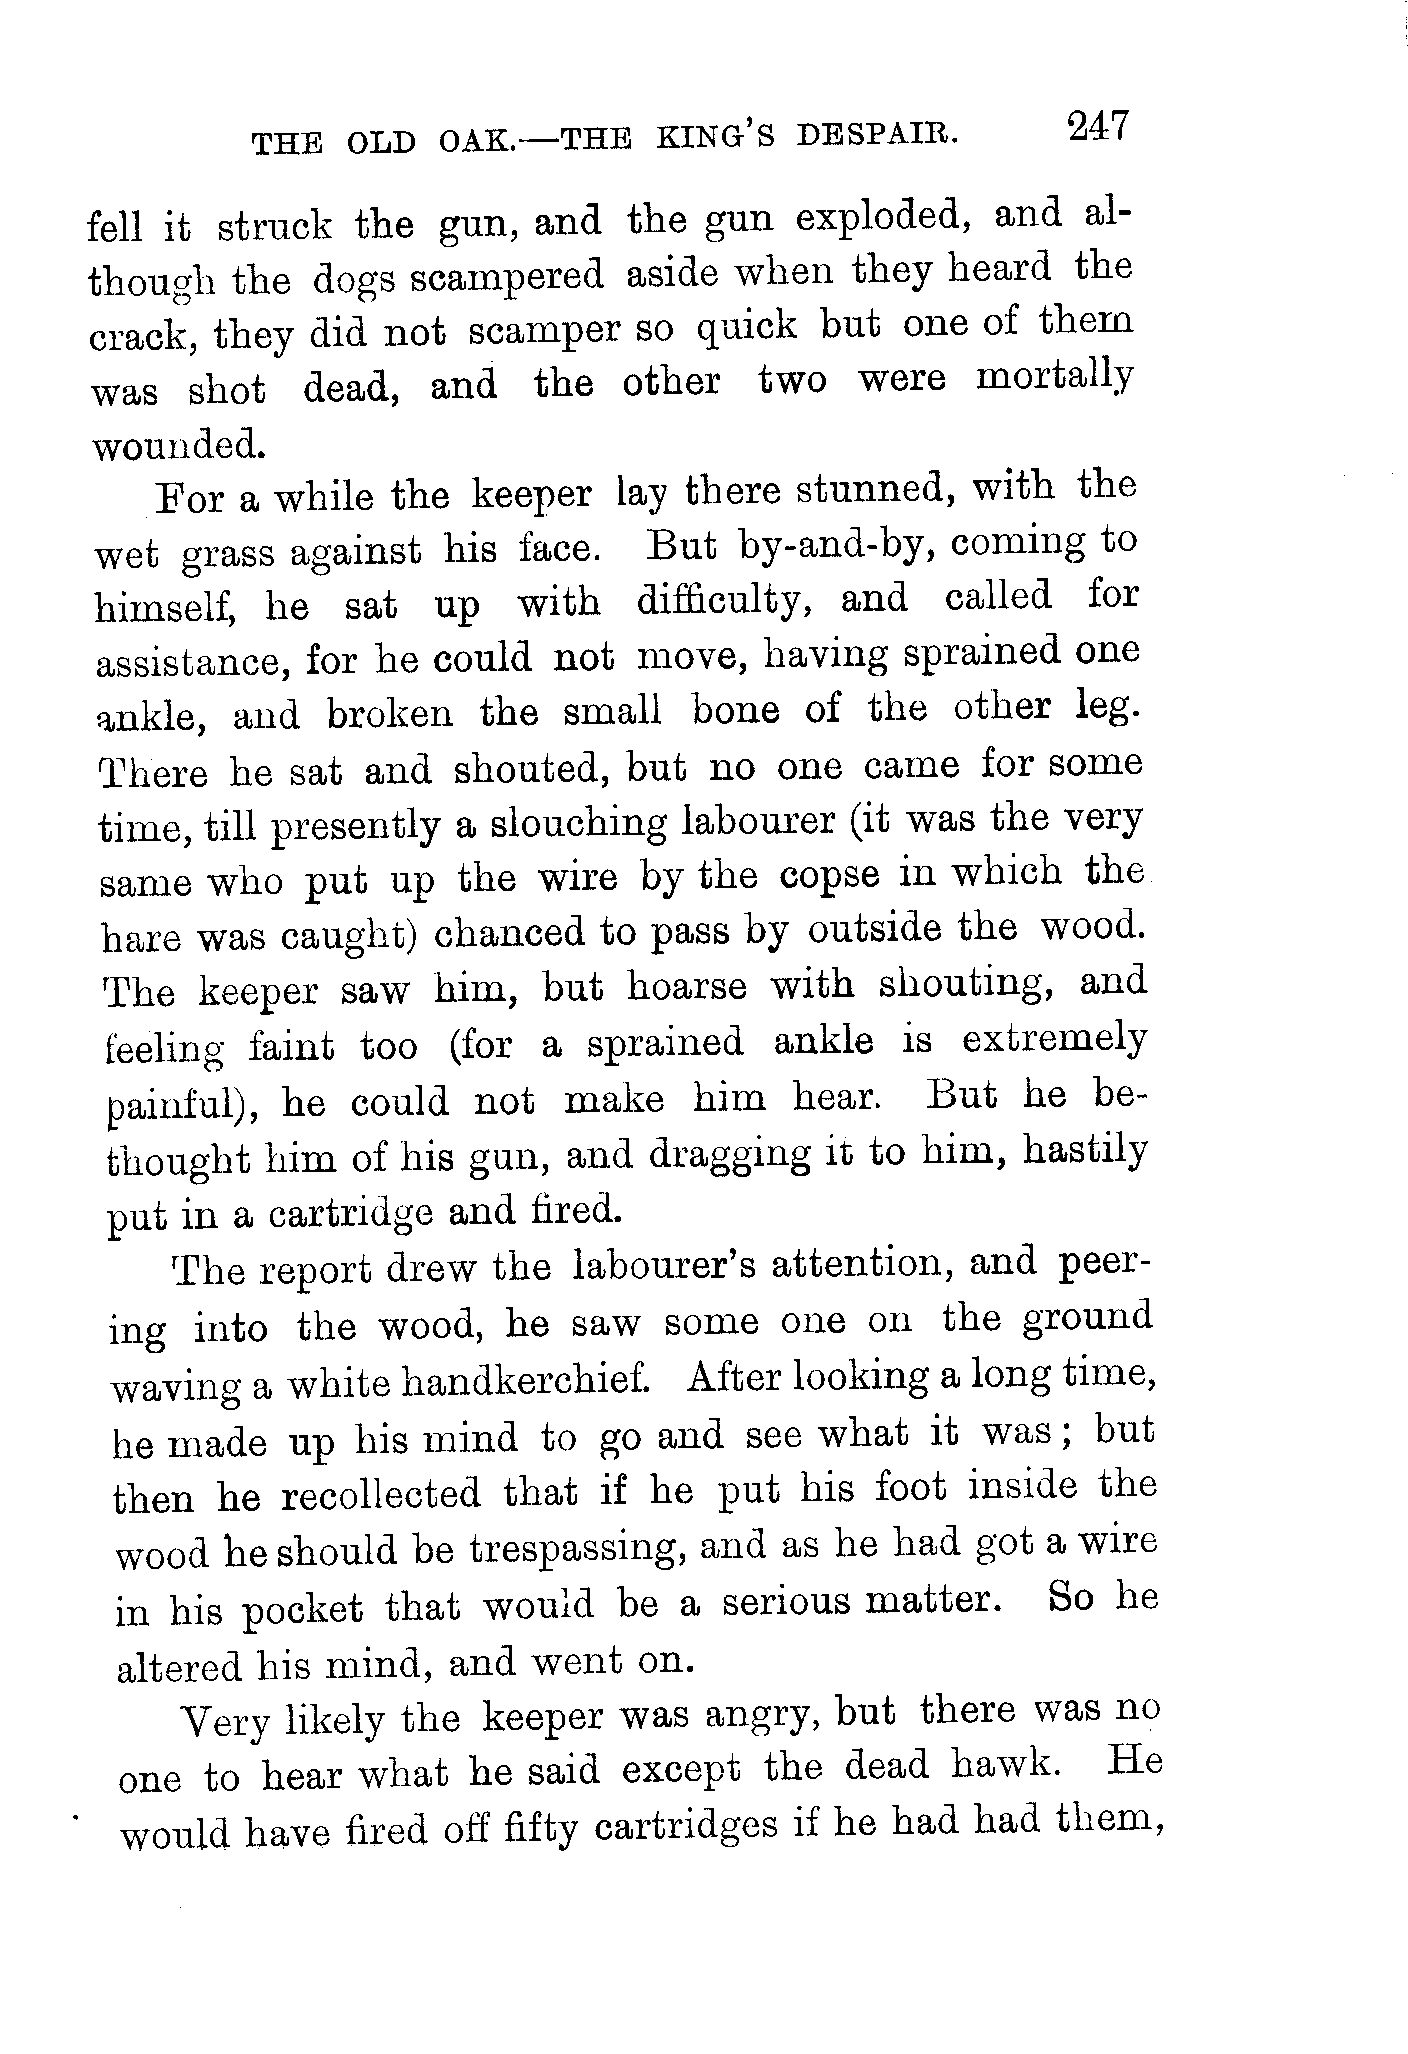 THE OLD OAK.—THE KING'S DESPAIR. 247
fell it struck the gun, and the gun exploded, and al-
though the dogs scampered aside when they heard the
crack, they did not scamper so quick but one of them
was shot dead, and the other two were mortally
wounded.
For a while the keeper lay there stunned, with the
wet grass against his face. But by-and-by, coming to
himself, he sat up with difficulty, and called for
assistance, for he could not move, having sprained one
ankle, and broken the small bone of the other leg.
There he sat and shouted, but no one came for some
time, till presently a slouching labourer (it was the very
same who put up the wire by the copse in which the
hare was caught) chanced to pass by outside the wood.
The keeper saw him, but hoarse with shouting, and
feeling faint too (for a sprained ankle is extremely
painful), he could not make him hear. But he be-
thought him of his gun, and dragging it to him, hastily
put in a cartridge and fired.
The report drew the labourer's attention, and peer-
ing into the wood, he saw some one on the ground
waving a white handkerchief. After looking a long time,
he made up his mind to go and see what it was; but
then he recollected that if he put his foot inside the
wood he should be trespassing, and as he had got a wire
in his pocket that would be a serious matter. So he
altered his mind, and went on.
Very likely the keeper was angry, but there was no
one to hear what he said except the dead hawk. He
would have fired off fifty cartridges if he had had them,